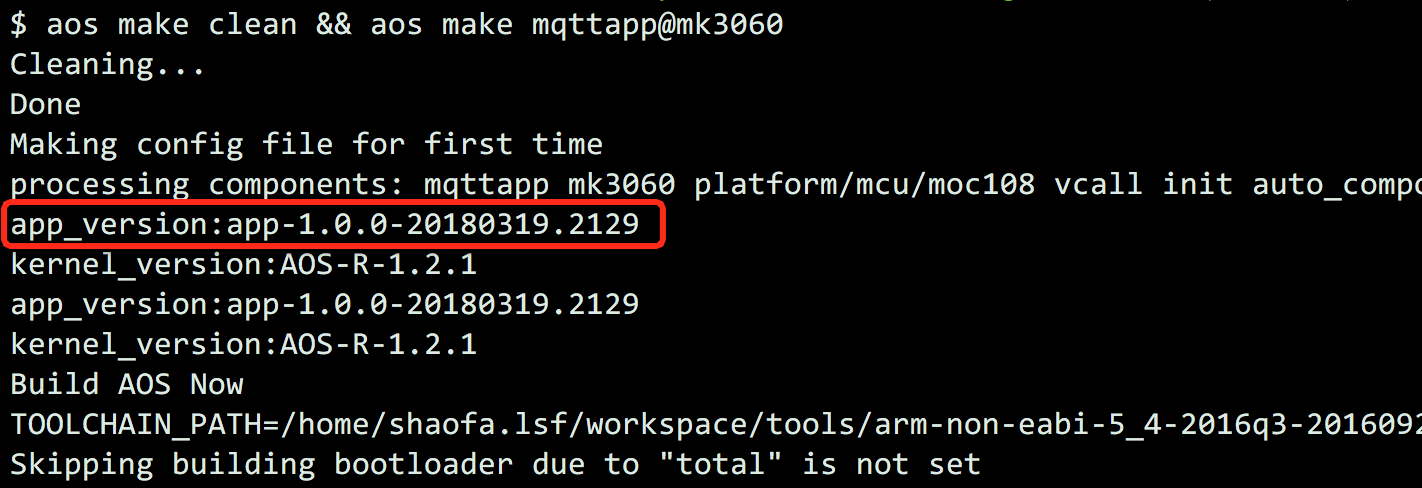 $ aos make clean && aos make mqttapp@mk3060
Cleaning...
Done
Making config file for first time
processing components: mqttapp mk3060 platform/mcu/moc108 vcall init auto_compo
app_version:app-1.0.0-20180319.2129
kernel_version:AOS-R-1.2.1
app_version:app-1.0.0-20180319.2129
kernel_version:AOS-R-1.2.1
Build AOS Now
TOOLCHAIN_PATH=/home/shaofa.lsf/workspace/tools/arm-non-eabi-5_4-2016q3-2016092
Skipping building bootloader due to "total" is not set